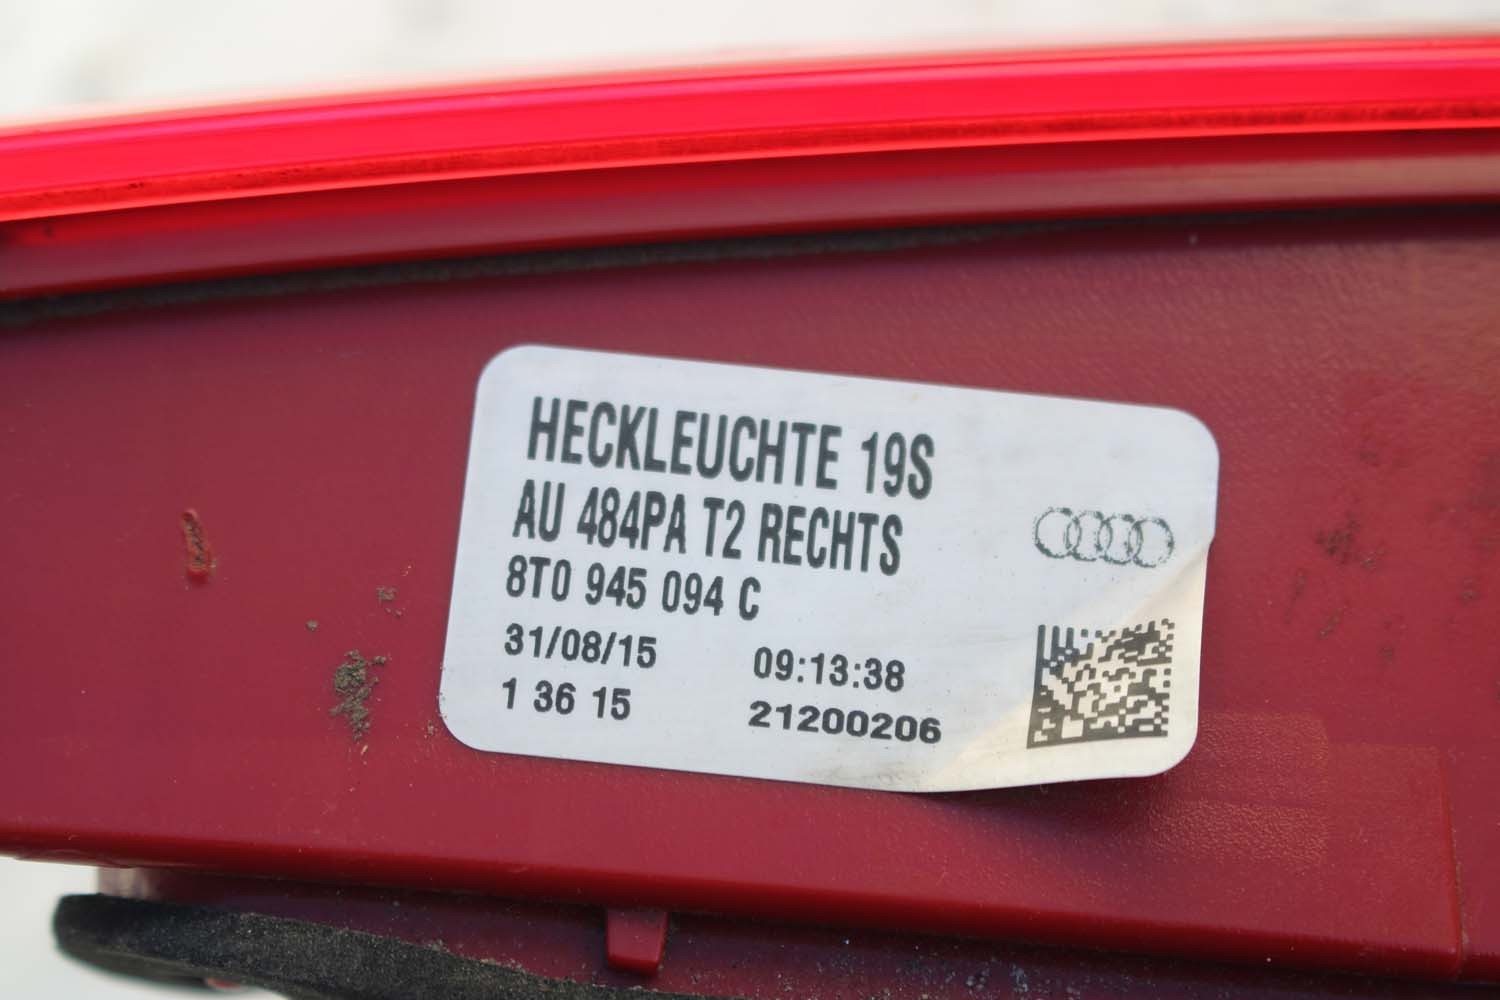 HECKLEUCHTE 19S
AU 484PA T2 RECHTS
8T0 945 094 C
31/08/15 09:13:38
1 36 15 21200206